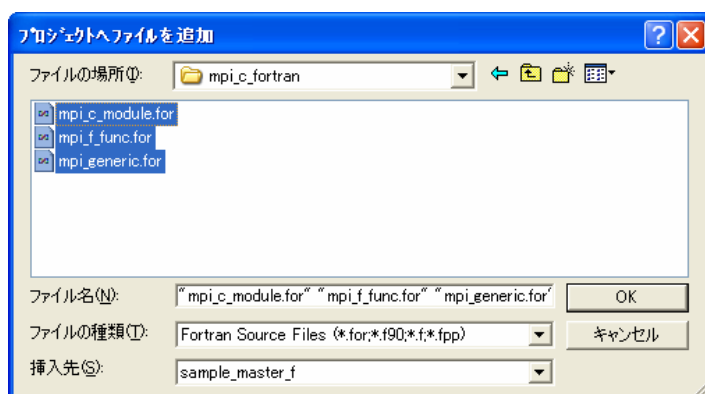 プロジェクトへファイルを追加
ファイルの場所(I): mpi_c_fortran
mpi_c_module.for
mpi_f_func.for
mpi_generic.for
ファイル名(N): "mpi_c_module.for" "mpi_f_func.for" "mpi_generic.for" OK
ファイルの種類(T): Fortran Source Files (*.for;*.f90;*.f;*.fpp) キャンセル
挿入先(S): sample_master_f